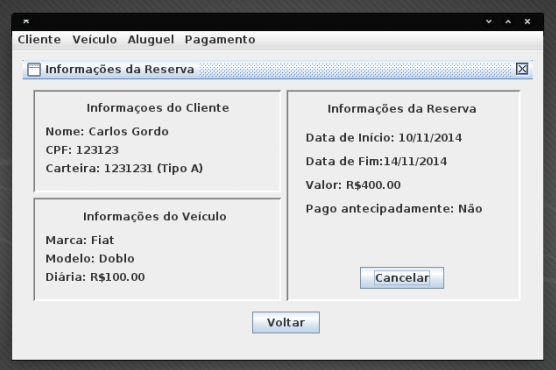 Cliente Veículo Aluguel Pagamento
Informações da Reserva
Informaçoes do Cliente
Nome: Carlos Gordo
CPF: 123123
Carteira: 1231231 (Tipo A)
Informações do Veículo
Marca: Fiat
Modelo: Doblo
Diária: R$100.00
Informações da Reserva
Data de Início: 10/11/2014
Data de Fim:14/11/2014
Valor: R$400.00
Pago antecipadamente: Não
Cancelar
Voltar